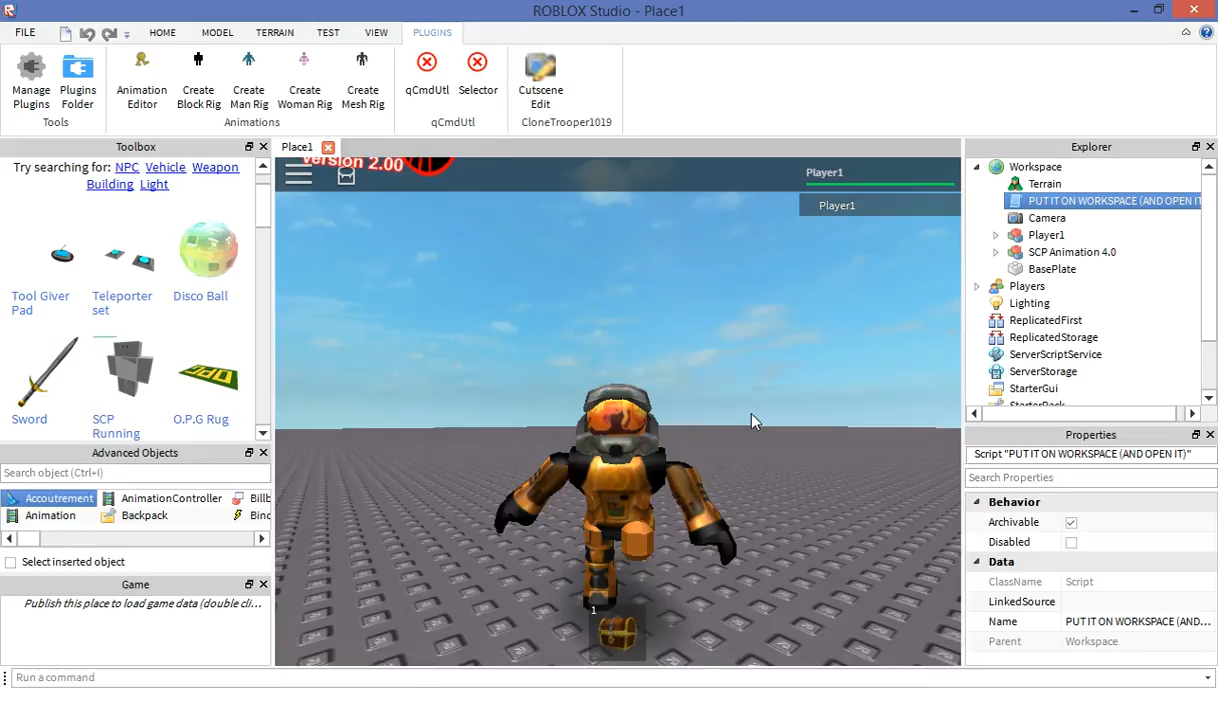 ROBLOX Studio - Place1
FILE
HOME
MODEL
TERRAIN
TEST
VIEW
PLUGINS
Manage Plugins
Plugins Folder
Tools
Animation Editor
Create Block Rig
Create Man Rig
Create Woman Rig
Create Mesh Rig
Animations
qCmdUtl
Selector
qCmdUtl
Cutscene Edit
CloneTrooper1019
Toolbox
Try searching for: NPC Vehicle Weapon
Building Light
Tool Giver Pad
Teleporter set
Disco Ball
Sword
SCP Running
O.P.G Rug
Advanced Objects
Search object (Ctrl+I)
Accoutrement
AnimationController
Billb
Animation
Backpack
Bind
Select inserted object
Game
Publish this place to load game data (double cli...
Place1
Version 2.00
Player1
Player1
1
Explorer
Workspace
Terrain
PUT IT ON WORKSPACE (AND OPEN IT
Camera
Player1
SCP Animation 4.0
BasePlate
Players
Lighting
ReplicatedFirst
ReplicatedStorage
ServerScriptService
ServerStorage
StarterGui
StarterPack
Properties
Script "PUT IT ON WORKSPACE (AND OPEN IT)"
Search Properties
Behavior
Archivable
Disabled
Data
ClassName Script
LinkedSource
Name PUT IT ON WORKSPACE (AND...
Parent Workspace
Run a command